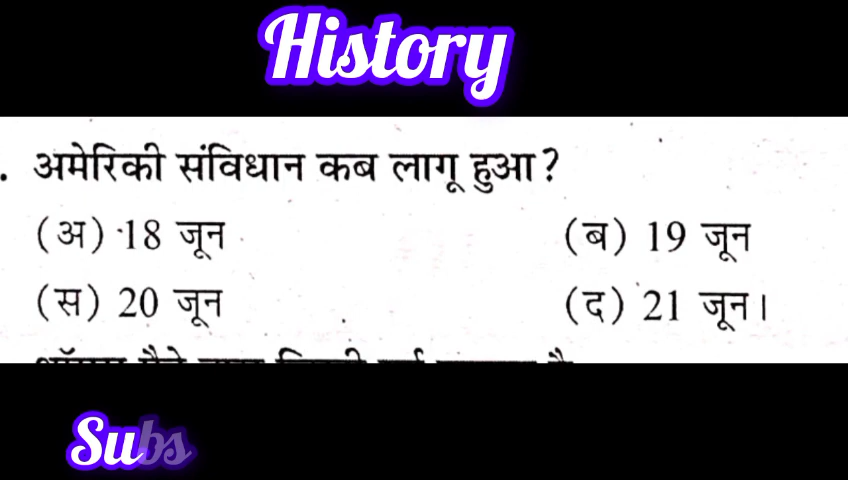 History
. अमेरिकी संविधान कब लागू हुआ?
(अ) 18 जून (ब) 19 जून
(स) 20 जून (द) 21 जून।
Subs